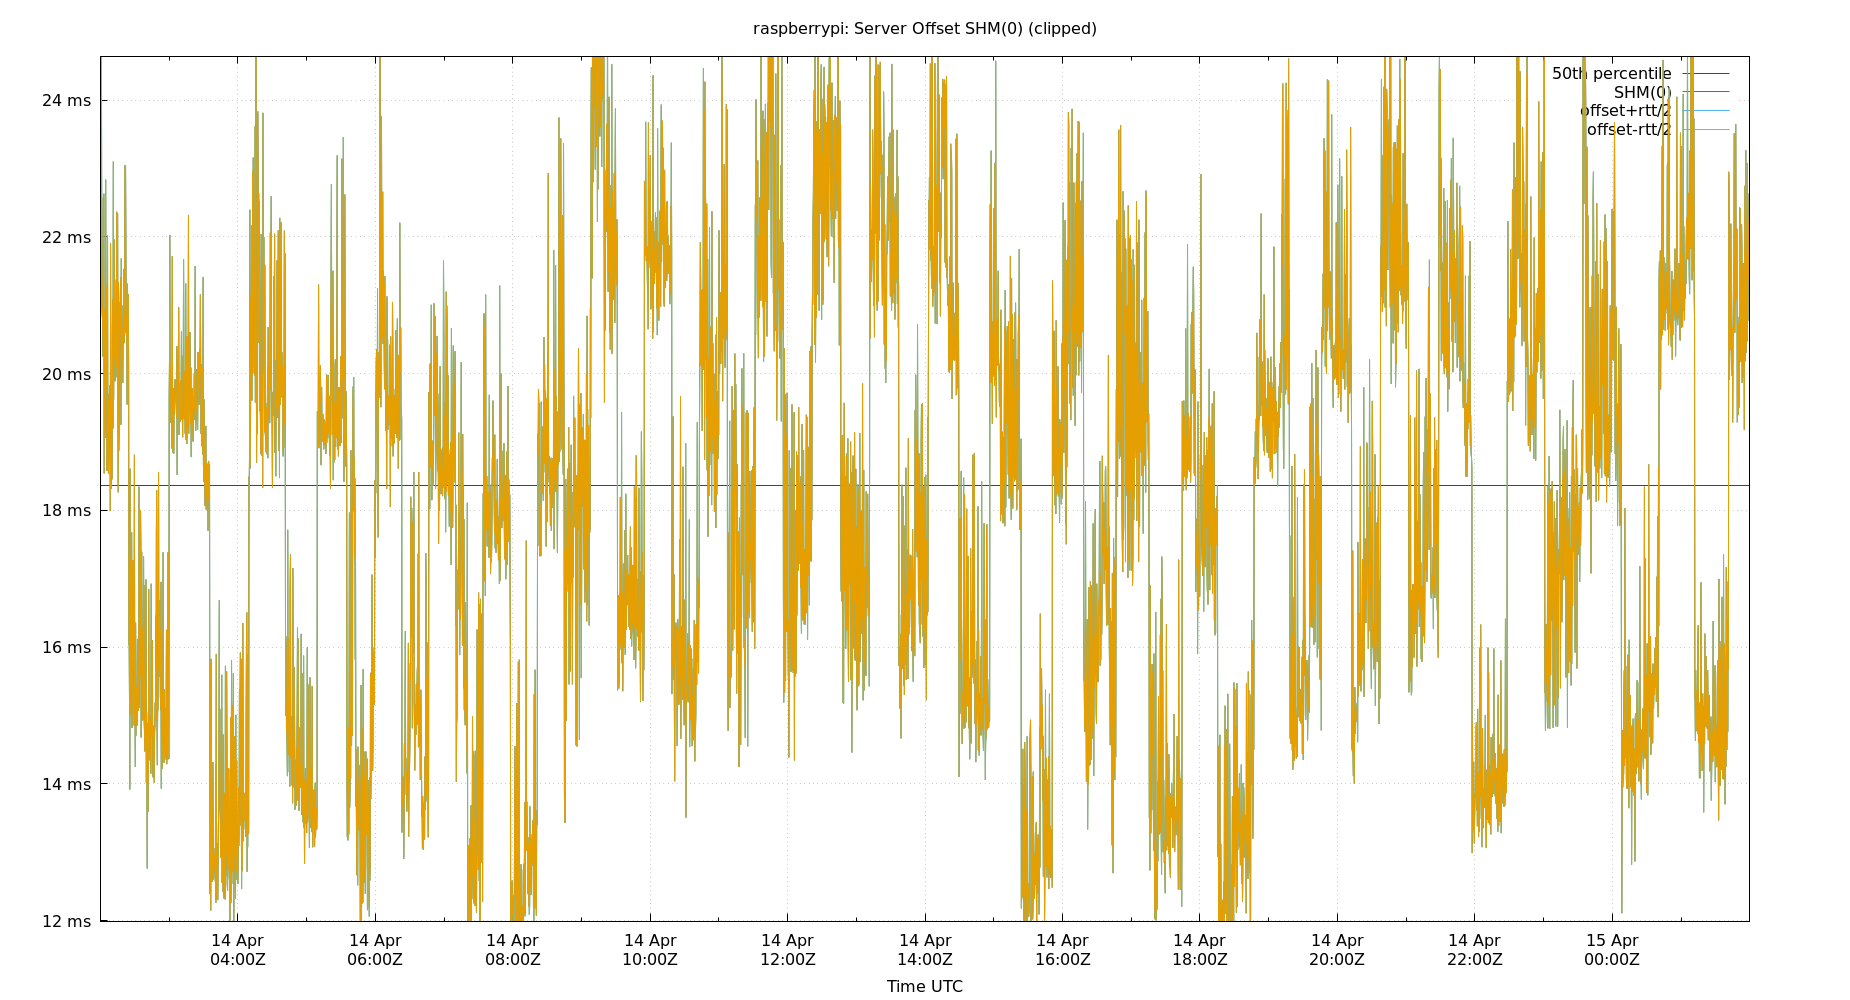 raspberrypi: Server Offset SHM(0) (clipped)
50th percentile
SHM(0)
offset+rtt/2
offset-rtt/2
24 ms
22 ms
20 ms
18 ms
16 ms
14 ms
12 ms
14 Apr 14 Apr 14 Apr 14 Apr 14 Apr 14 Apr 14 Apr 14 Apr 14 Apr 14 Apr 15 Apr
04:00Z 06:00Z 08:00Z 10:00Z 12:00Z 14:00Z 16:00Z 18:00Z 20:00Z 22:00Z 00:00Z
Time UTC